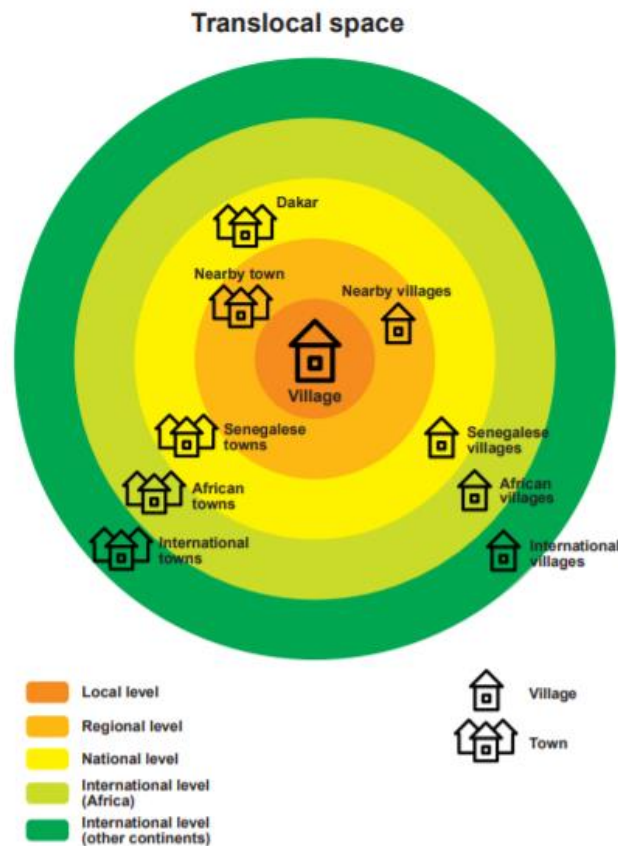 Translocal space
Dakar
Nearby town
Nearby villages
Village
Senegalese
towns
Senegalese
villages
African
towns
African
villages
International
towns
International
villages
Local level
Regional level
National level
International level
(Africa)
International level
(other continents)
Village
Town